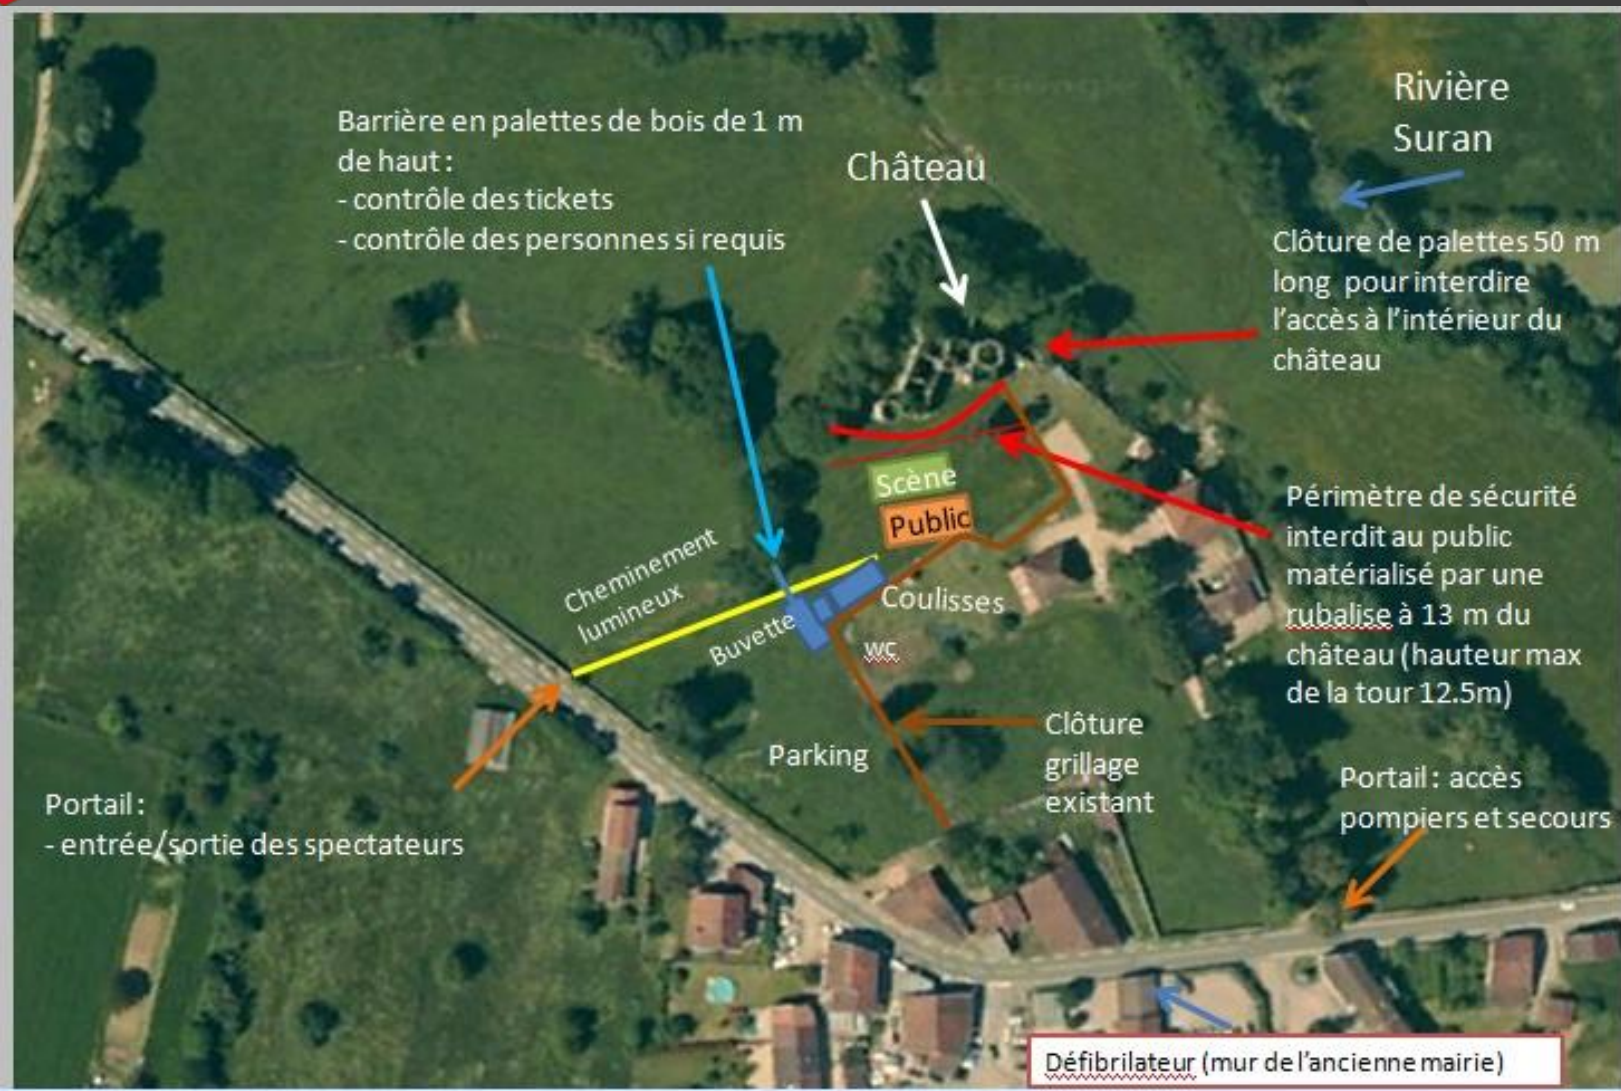 Rivière
Suran
Barrière en palettes de bois de 1 m
de haut :
- contrôle des tickets
- contrôle des personnes si requis
Château
Clôture de palettes 50 m
long pour interdire
l'accès à l'intérieur du
château
Scène
Public
Périmètre de sécurité
interdit au public
matérialisé par une
rubalise à 13 m du
château (hauteur max
de la tour 12.5m)
Cheminement
lumineux
Buvette
Coulisses
wc
Clôture
grillage
existant
Parking
Portail : accès
pompiers et secours
Portail :
- entrée/sortie des spectateurs
Défibrilateur (mur de l'ancienne mairie)